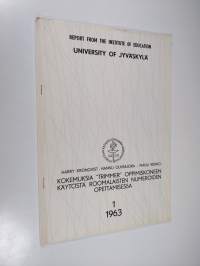 REPORT FROM THE INSTITUTE OF EDUCATION
UNIVERSITY OF JYVÄSKYLÄ
KOKEMUKSIA "TRIMMER" OPPIMISKONEEN
KÄYTÖSTÄ ROOMALAISTEN NUMEROIDEN
OPETTAMISESSA
1
1963